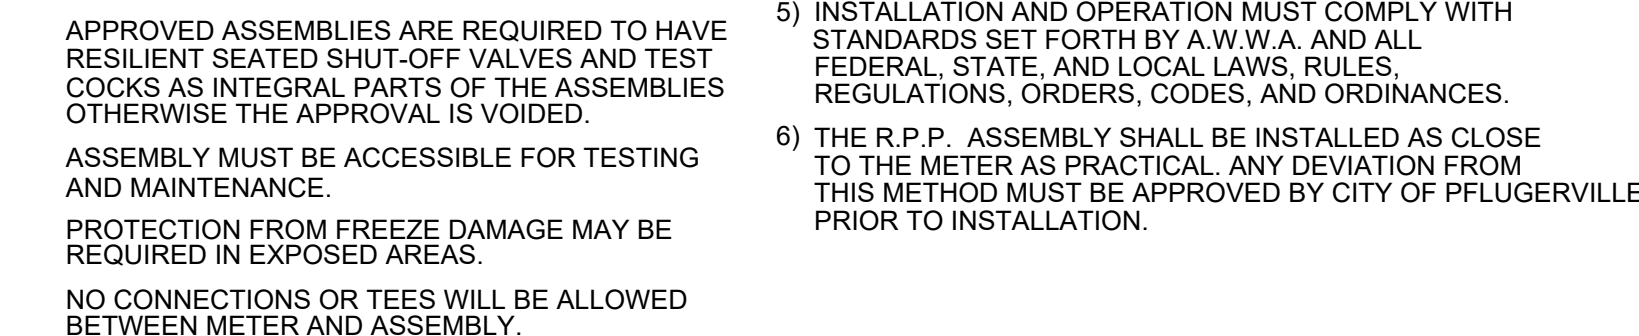 APPROVED ASSEMBLIES ARE REQUIRED TO HAVE
RESILIENT SEATED SHUT-OFF VALVES AND TEST
COCKS AS INTEGRAL PARTS OF THE ASSEMBLIES
OTHERWISE THE APPROVAL IS VOIDED.
ASSEMBLY MUST BE ACCESSIBLE FOR TESTING
AND MAINTENANCE.
PROTECTION FROM FREEZE DAMAGE MAY BE
REQUIRED IN EXPOSED AREAS.
NO CONNECTIONS OR TEES WILL BE ALLOWED
BETWEEN METER AND ASSEMBLY.
5) INSTALLATION AND OPERATION MUST COMPLY WITH
STANDARDS SET FORTH BY A.W.W.A. AND ALL
FEDERAL, STATE, AND LOCAL LAWS, RULES,
REGULATIONS, ORDERS, CODES, AND ORDINANCES.
6) THE R.P.P. ASSEMBLY SHALL BE INSTALLED AS CLOSE
TO THE METER AS PRACTICAL. ANY DEVIATION FROM
THIS METHOD MUST BE APPROVED BY CITY OF PFLUGERVILLE
PRIOR TO INSTALLATION.